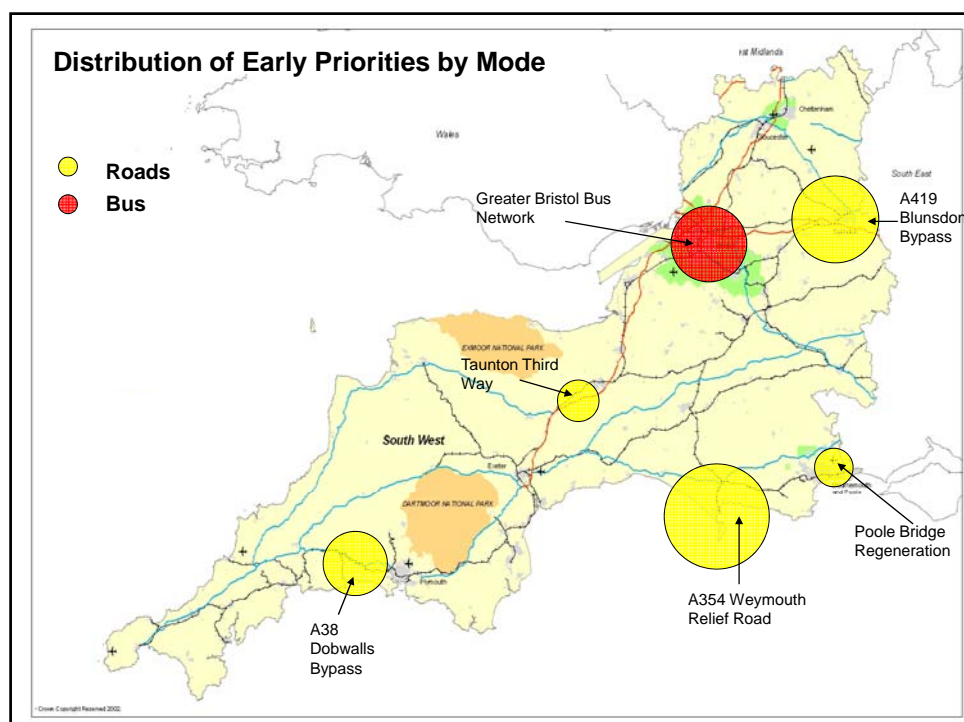 Distribution of Early Priorities by Mode
Roads
Bus
Wales
Cheltenham
Gloucester
South East
Greater Bristol Bus
Network
A419
Blunsdon
Bypass
EXMOOR NATIONAL PARK
Taunton Third
Way
South West
Exeter
DARTMOOR NATIONAL PARK
Plymouth
and Poole
Poole Bridge
Regeneration
A354 Weymouth
Relief Road
A38
Dobwalls
Bypass
Crown Copyright Reserved 2002.